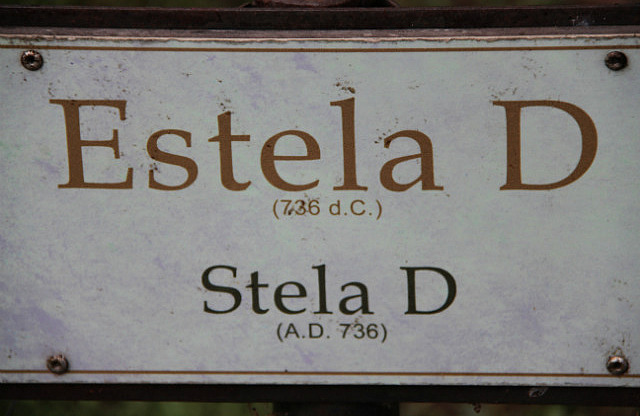 Estela D
(736 d.C.)
Stela D
(A.D. 736)